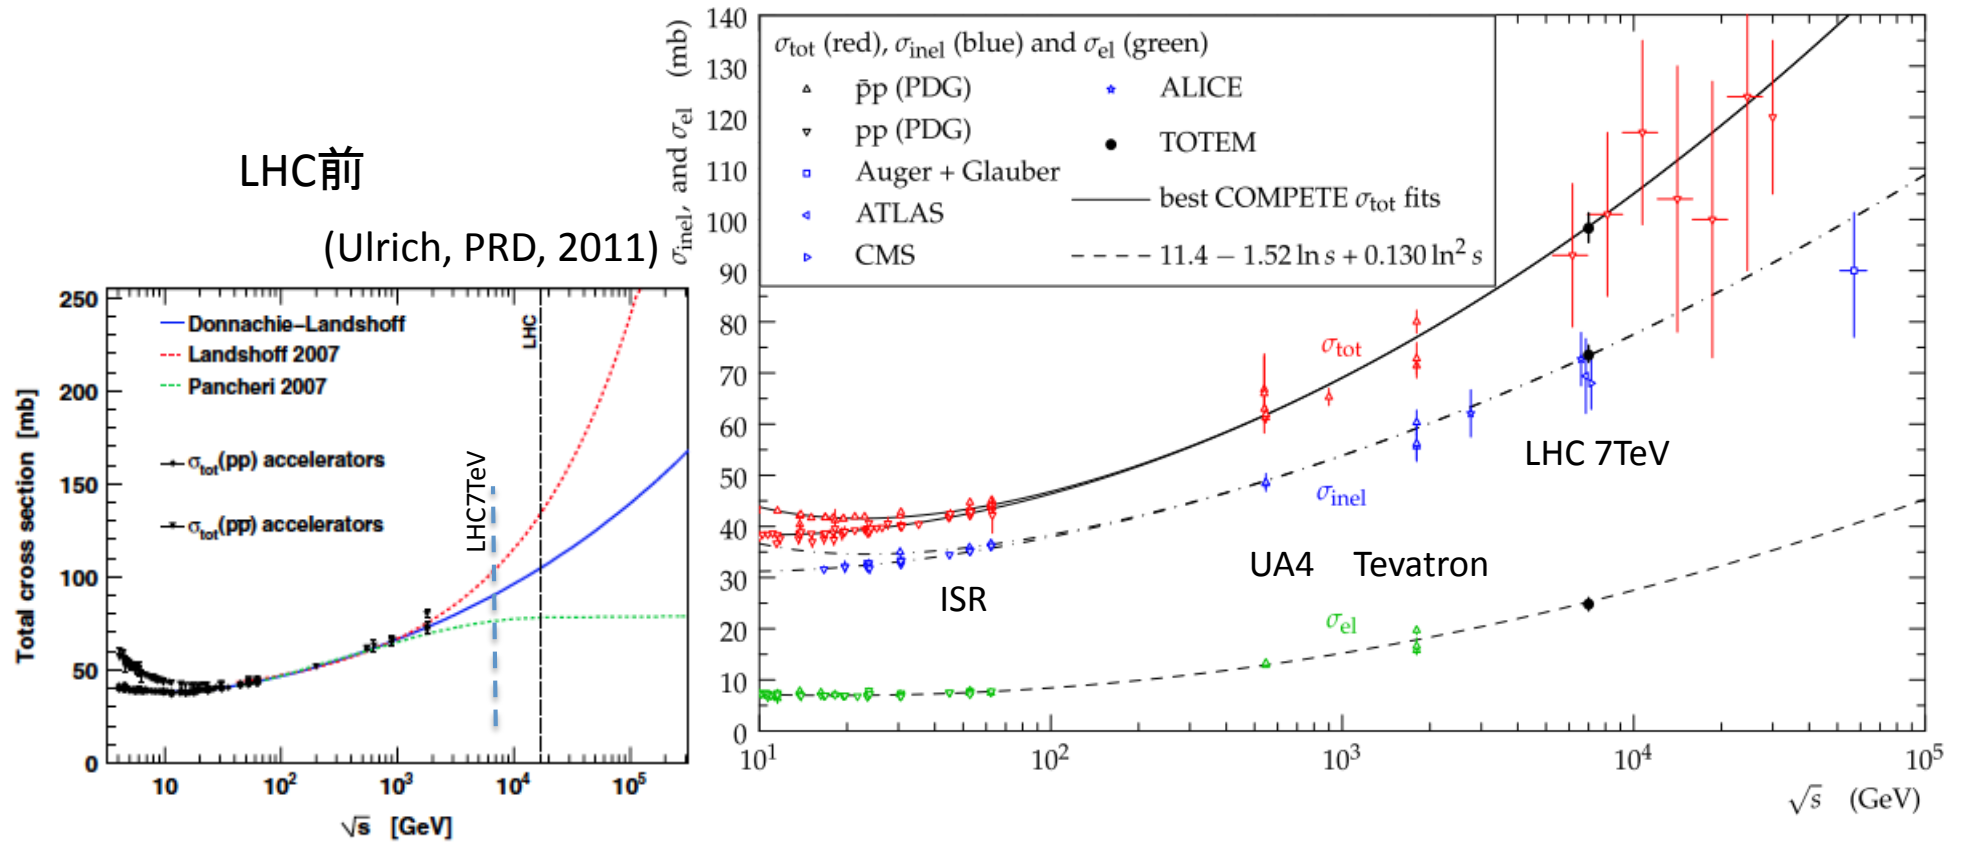 LHC前
(Ulrich, PRD, 2011)
250
200
150
100
50
0
Total cross section [mb]
Donnachie–Landshoff
Landshoff 2007
Pancheri 2007
σtot(pp) accelerators
σtot(pp̄) accelerators
LHC7TeV
LHC
10
10²
10³
10⁴
10⁵
√s [GeV]
σinel, and σel (mb)
140
130
120
110
100
90
80
70
60
50
40
30
20
10
0
σtot (red), σinel (blue) and σel (green)
p̄p (PDG)
pp (PDG)
Auger + Glauber
ATLAS
CMS
ALICE
TOTEM
best COMPETE σtot fits
11.4 − 1.52 ln s + 0.130 ln² s
σtot
σinel
σel
ISR
UA4
Tevatron
LHC 7TeV
10¹
10²
10³
10⁴
10⁵
√s (GeV)